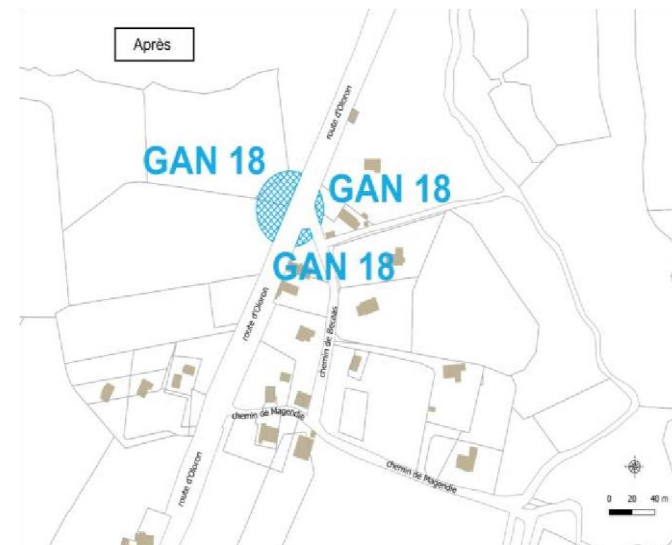 Après
route d'Oloron
GAN 18
GAN 18
GAN 18
route d'Oloron
chemin de Becaas
chemin de Magendie
chemin de Magendie
route d'Oloron
0 20 40 m